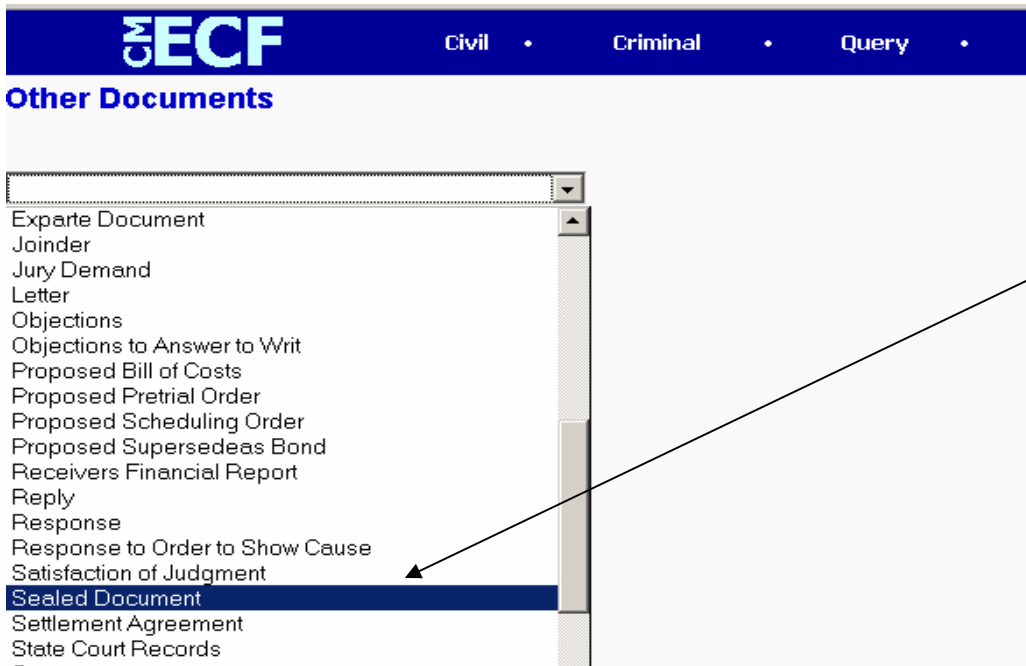 CM ECF Civil • Criminal • Query •
Other Documents
Exparte Document
Joinder
Jury Demand
Letter
Objections
Objections to Answer to Writ
Proposed Bill of Costs
Proposed Pretrial Order
Proposed Scheduling Order
Proposed Supersedeas Bond
Receivers Financial Report
Reply
Response
Response to Order to Show Cause
Satisfaction of Judgment
Sealed Document
Settlement Agreement
State Court Records